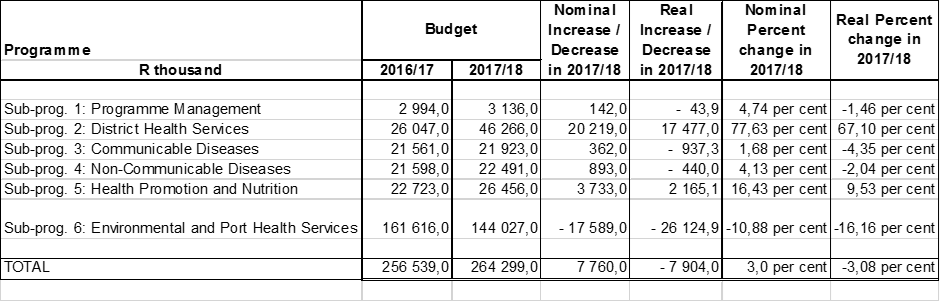 Programme Budget Nominal Increase / Decrease in 2017/18 Real Increase / Decrease in 2017/18 Nominal Percent change in 2017/18 Real Percent change in 2017/18
R thousand 2016/17 2017/18
Sub-prog. 1: Programme Management 2 994,0 3 136,0 142,0 - 43,9 4,74 per cent -1,46 per cent
Sub-prog. 2: District Health Services 26 047,0 46 266,0 20 219,0 17 477,0 77,63 per cent 67,10 per cent
Sub-prog. 3: Communicable Diseases 21 561,0 21 923,0 362,0 - 937,3 1,68 per cent -4,35 per cent
Sub-prog. 4: Non-Communicable Diseases 21 598,0 22 491,0 893,0 - 440,0 4,13 per cent -2,04 per cent
Sub-prog. 5: Health Promotion and Nutrition 22 723,0 26 456,0 3 733,0 2 165,1 16,43 per cent 9,53 per cent
Sub-prog. 6: Environmental and Port Health Services 161 616,0 144 027,0 - 17 589,0 - 26 124,9 -10,88 per cent -16,16 per cent
TOTAL 256 539,0 264 299,0 7 760,0 - 7 904,0 3,0 per cent -3,08 per cent